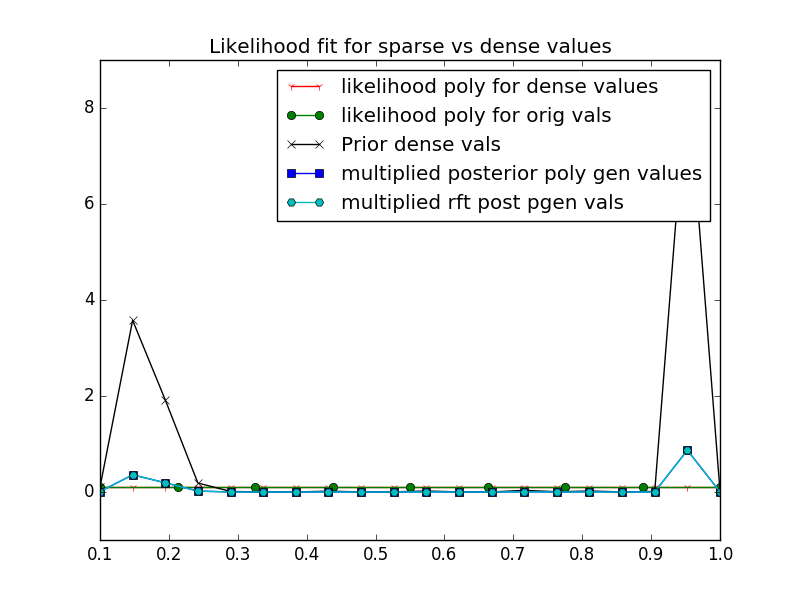 Likelihood fit for sparse vs dense values
likelihood poly for dense values
likelihood poly for orig vals
Prior dense vals
multiplied posterior poly gen values
multiplied rft post pgen vals
8
6
4
2
0
0.1 0.2 0.3 0.4 0.5 0.6 0.7 0.8 0.9 1.0